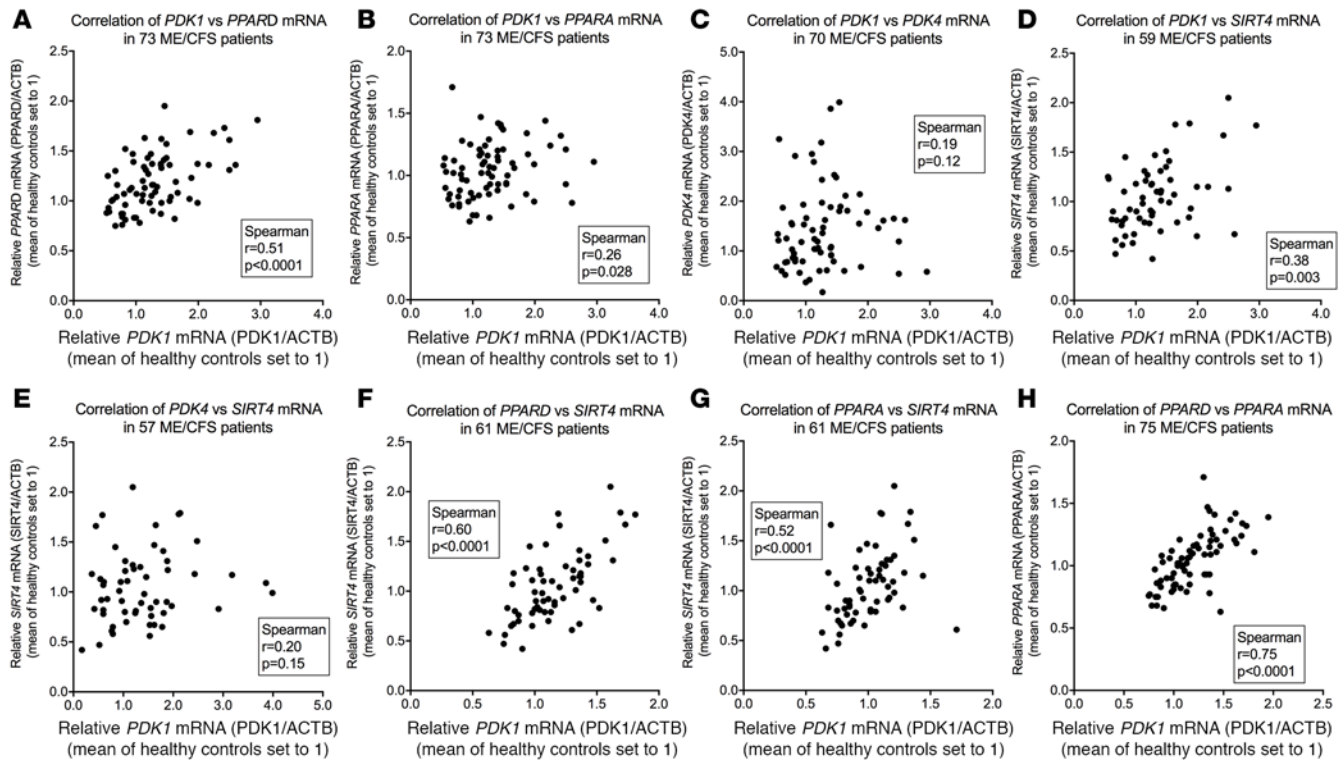 A
Correlation of PDK1 vs PPARD mRNA
in 73 ME/CFS patients
Relative PPARD mRNA (PPARD/ACTB)
(mean of healthy controls set to 1)
2.5
2.0
1.5
1.0
0.5
0.0
Spearman
r=0.51
p<0.0001
0.0 1.0 2.0 3.0 4.0
Relative PDK1 mRNA (PDK1/ACTB)
(mean of healthy controls set to 1)
B
Correlation of PDK1 vs PPARA mRNA
in 73 ME/CFS patients
Relative PPARA mRNA (PPARA/ACTB)
(mean of healthy controls set to 1)
2.0
1.5
1.0
0.5
0.0
Spearman
r=0.26
p=0.028
0.0 1.0 2.0 3.0 4.0
Relative PDK1 mRNA (PDK1/ACTB)
(mean of healthy controls set to 1)
C
Correlation of PDK1 vs PDK4 mRNA
in 70 ME/CFS patients
Relative PDK4 mRNA (PDK4/ACTB)
(mean of healthy controls set to 1)
5.0
4.0
3.0
2.0
1.0
0.0
Spearman
r=0.19
p=0.12
0.0 1.0 2.0 3.0 4.0
Relative PDK1 mRNA (PDK1/ACTB)
(mean of healthy controls set to 1)
D
Correlation of PDK1 vs SIRT4 mRNA
in 59 ME/CFS patients
Relative SIRT4 mRNA (SIRT4/ACTB)
(mean of healthy controls set to 1)
2.5
2.0
1.5
1.0
0.5
0.0
Spearman
r=0.38
p=0.003
0.0 1.0 2.0 3.0 4.0
Relative PDK1 mRNA (PDK1/ACTB)
(mean of healthy controls set to 1)
E
Correlation of PDK4 vs SIRT4 mRNA
in 57 ME/CFS patients
Relative SIRT4 mRNA (SIRT4/ACTB)
(mean of healthy controls set to 1)
2.5
2.0
1.5
1.0
0.5
0.0
Spearman
r=0.20
p=0.15
0.0 1.0 2.0 3.0 4.0 5.0
Relative PDK1 mRNA (PDK1/ACTB)
(mean of healthy controls set to 1)
F
Correlation of PPARD vs SIRT4 mRNA
in 61 ME/CFS patients
Relative SIRT4 mRNA (SIRT4/ACTB)
(mean of healthy controls set to 1)
2.5
2.0
1.5
1.0
0.5
0.0
Spearman
r=0.60
p<0.0001
0.0 0.5 1.0 1.5 2.0
Relative PDK1 mRNA (PDK1/ACTB)
(mean of healthy controls set to 1)
G
Correlation of PPARA vs SIRT4 mRNA
in 61 ME/CFS patients
Relative SIRT4 mRNA (SIRT4/ACTB)
(mean of healthy controls set to 1)
2.5
2.0
1.5
1.0
0.5
0.0
Spearman
r=0.52
p<0.0001
0.0 0.5 1.0 1.5 2.0
Relative PDK1 mRNA (PDK1/ACTB)
(mean of healthy controls set to 1)
H
Correlation of PPARD vs PPARA mRNA
in 75 ME/CFS patients
Relative PPARA mRNA (PPARA/ACTB)
(mean of healthy controls set to 1)
2.0
1.5
1.0
0.5
0.0
Spearman
r=0.75
p<0.0001
0.0 0.5 1.0 1.5 2.0 2.5
Relative PDK1 mRNA (PDK1/ACTB)
(mean of healthy controls set to 1)